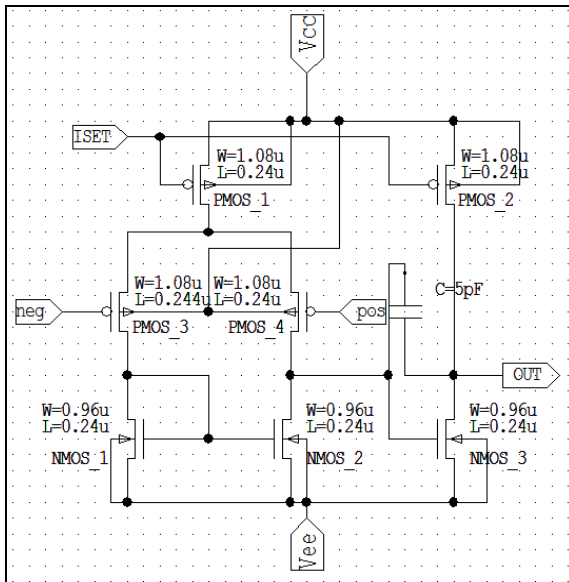 Vcc
ISET
W=1.08u
L=0.24u
PMOS_1
W=1.08u
L=0.24u
PMOS_2
C=5pF
neg
W=1.08u
L=0.244u
PMOS_3
W=1.08u
L=0.24u
PMOS_4
pos
OUT
W=0.96u
L=0.24u
NMOS_1
W=0.96u
L=0.24u
NMOS_2
W=0.96u
L=0.24u
NMOS_3
Vee